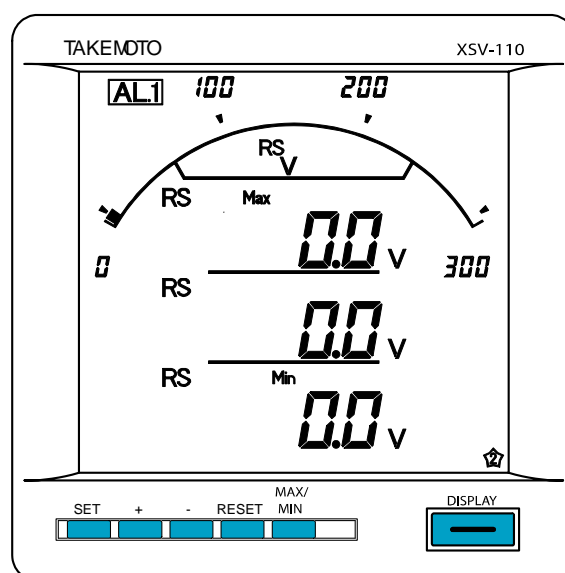 TAKEMOTO XSV-110
AL.1 100 200
RS
V
RS Max
0.0 V
0 300
RS
0.0 V
RS Min
0.0 V
2
SET + - RESET MAX/
MIN
DISPLAY